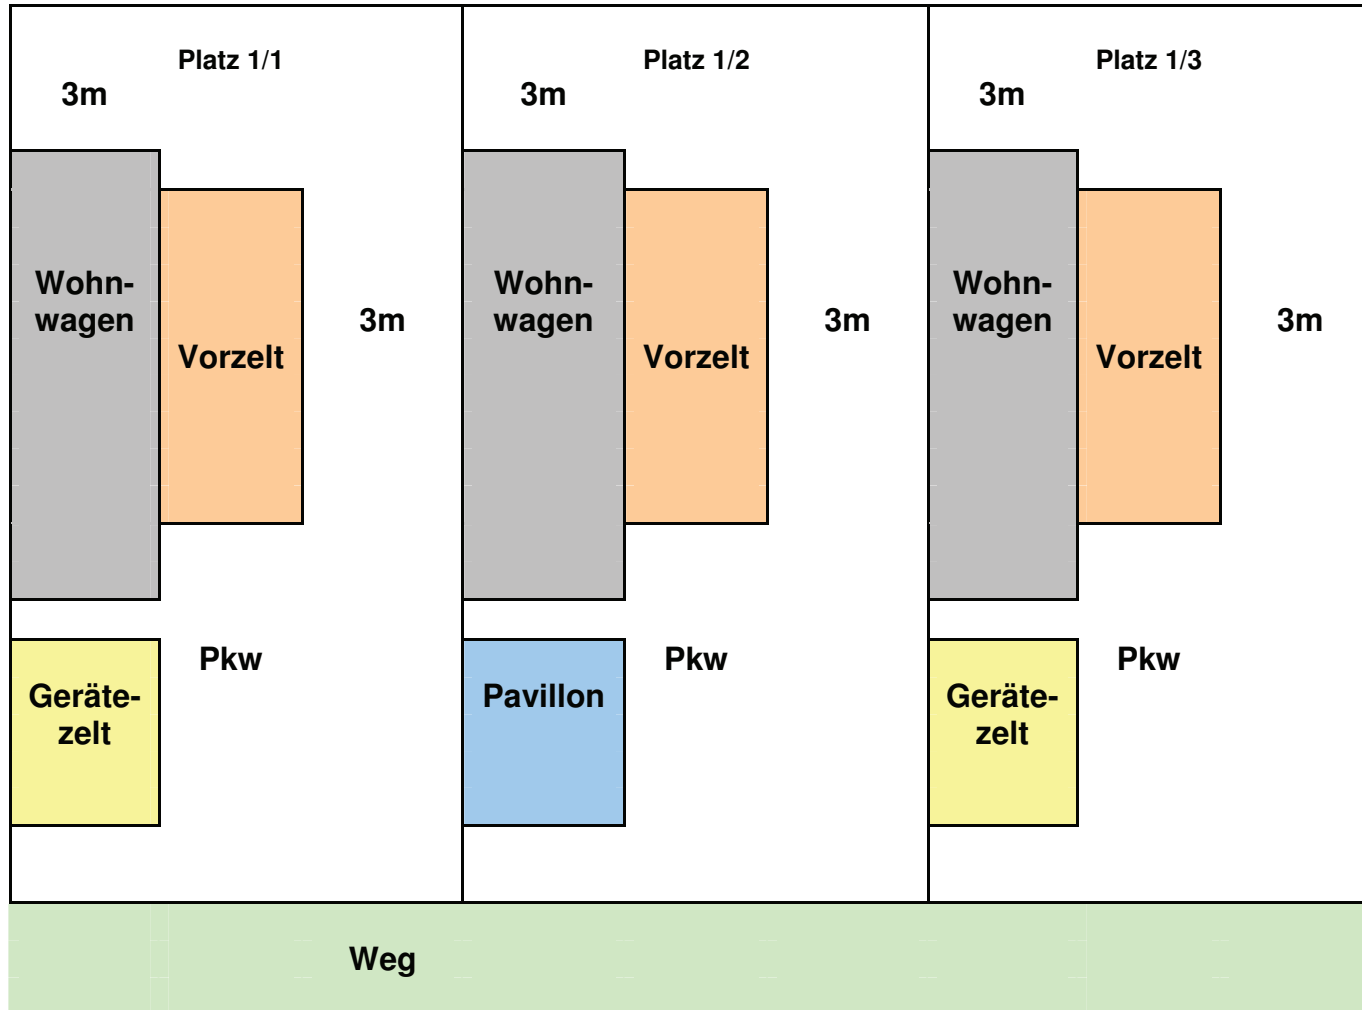 Platz 1/1
3m
Wohn-
wagen
Vorzelt
3m
Geräte-
zelt
Pkw
Platz 1/2
3m
Wohn-
wagen
Vorzelt
3m
Pavillon
Pkw
Platz 1/3
3m
Wohn-
wagen
Vorzelt
3m
Geräte-
zelt
Pkw
Weg